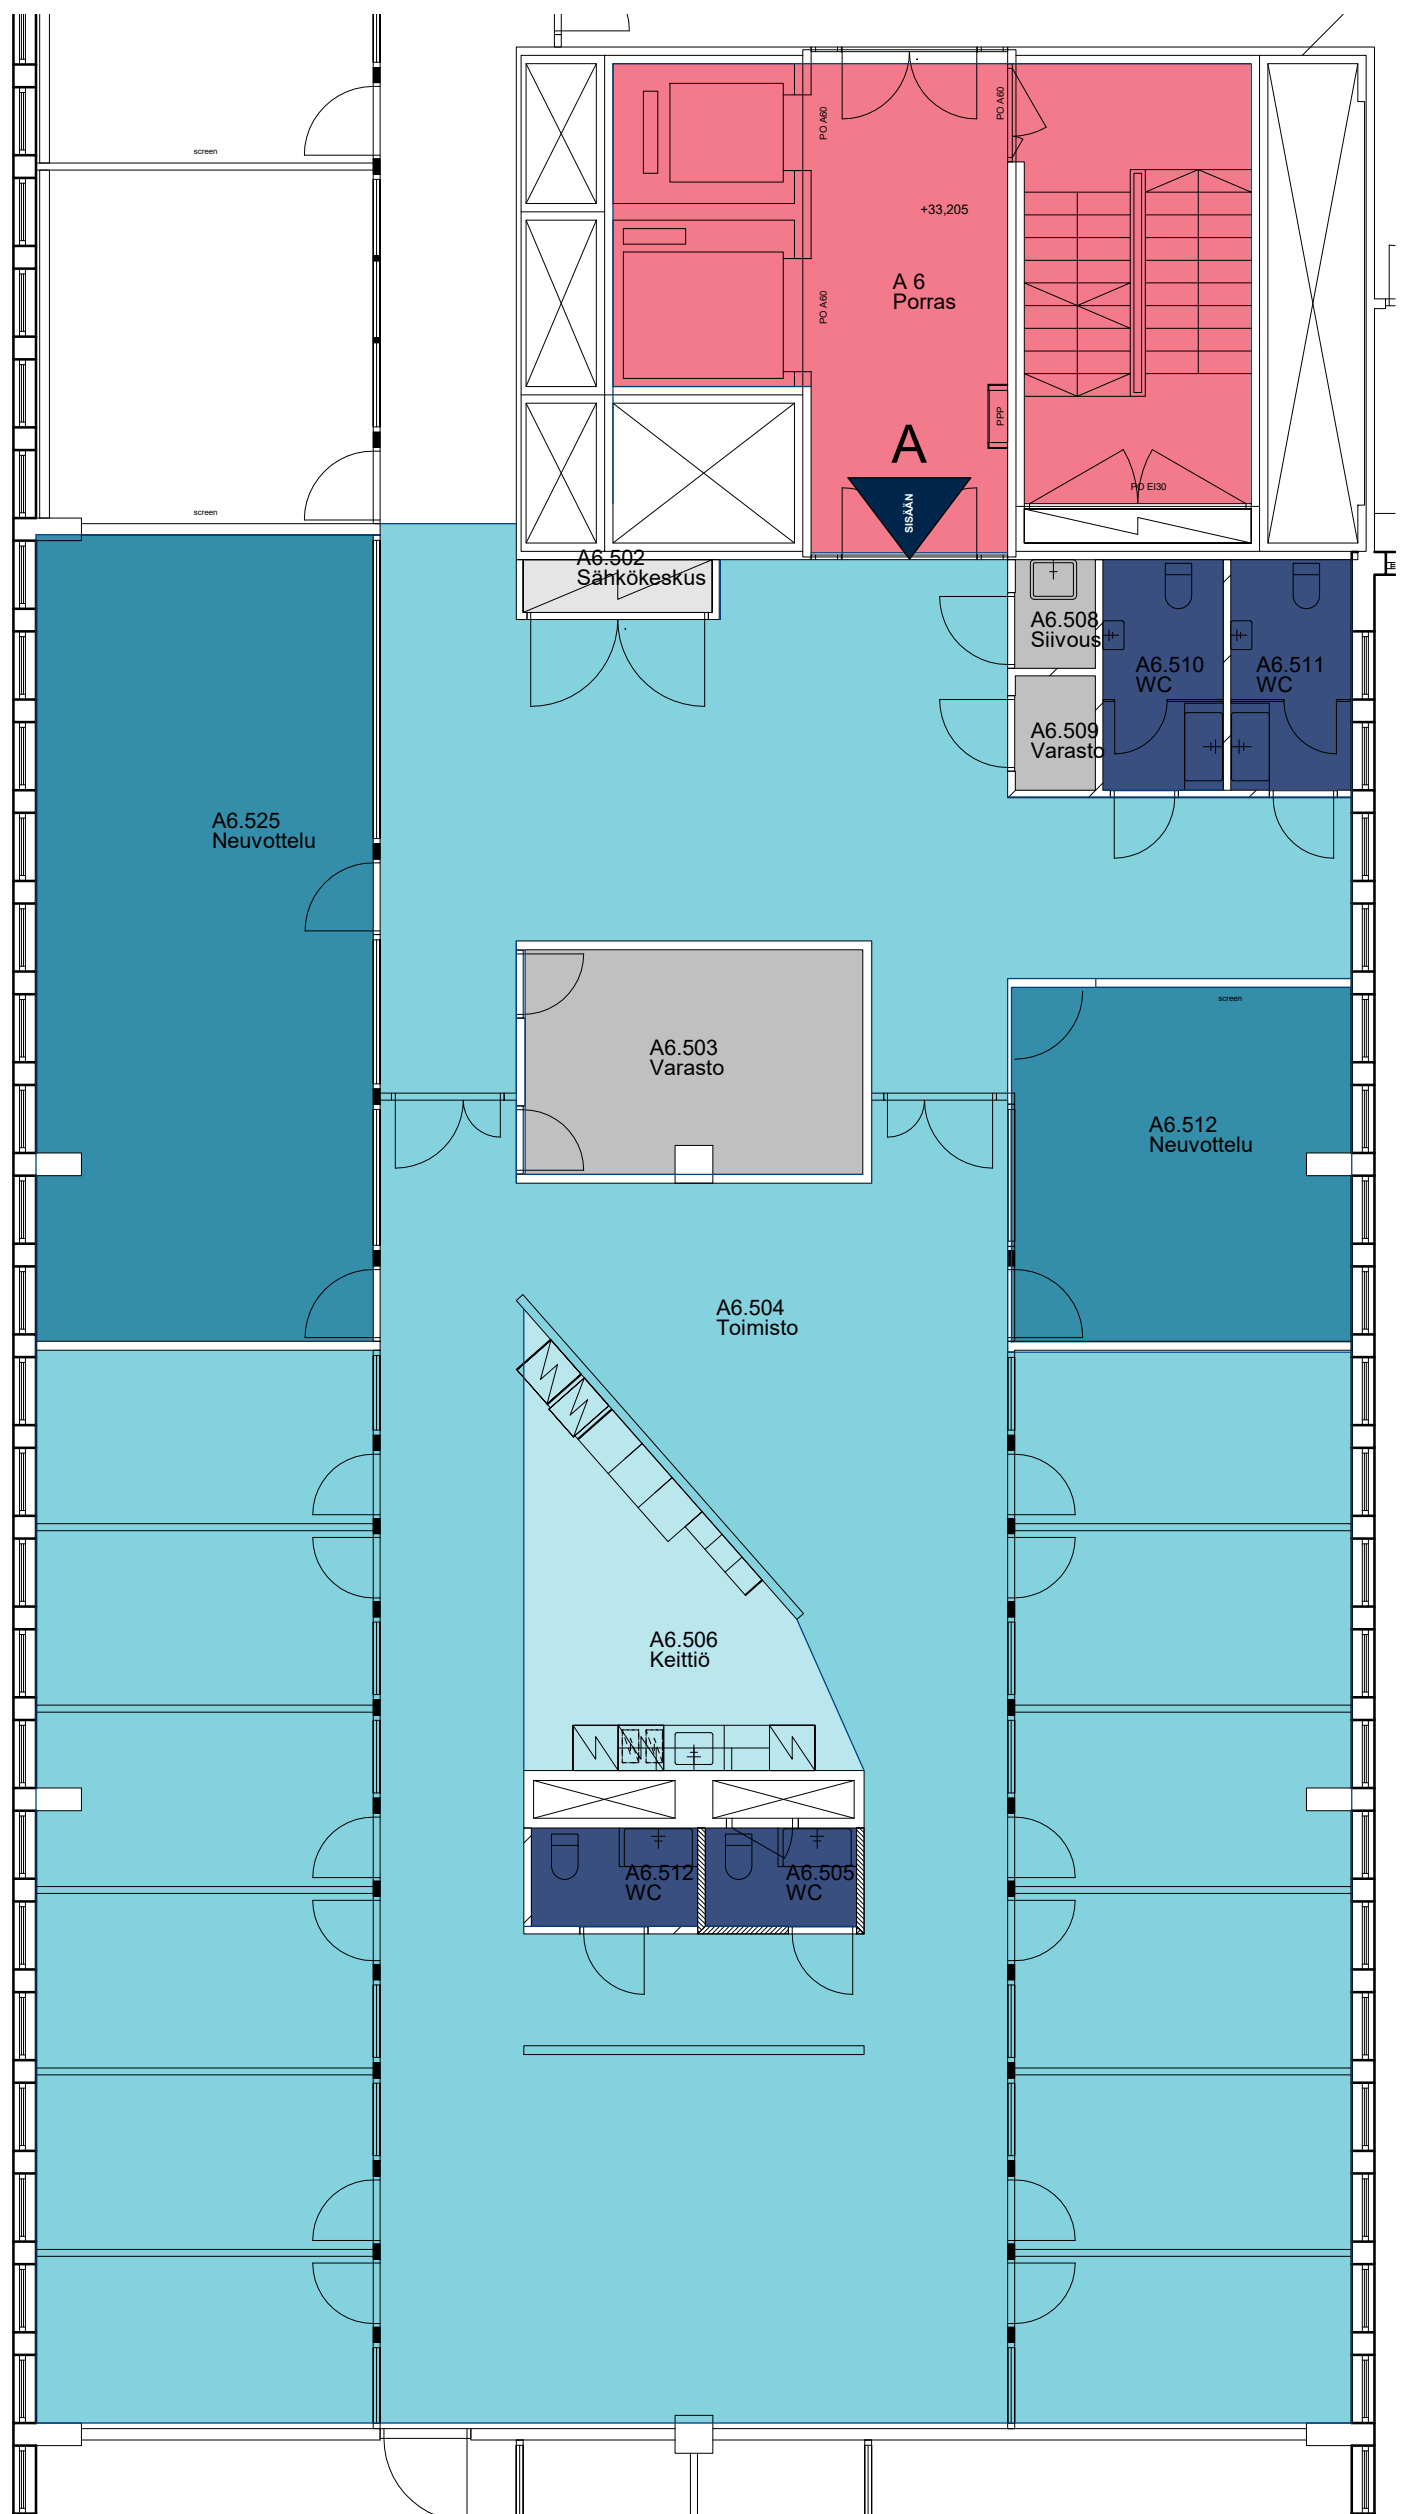 screen
PO A60
PO A60
+33,205
A 6
Porras
PO A60
PPP
A
SISÄÄN
PO EI30
screen
A6.502
Sähkökeskus
A6.508
Siivous
A6.510
WC
A6.511
WC
A6.509
Varasto
A6.525
Neuvottelu
screen
A6.503
Varasto
A6.512
Neuvottelu
A6.504
Toimisto
A6.506
Keittiö
A6.512
WC
A6.505
WC